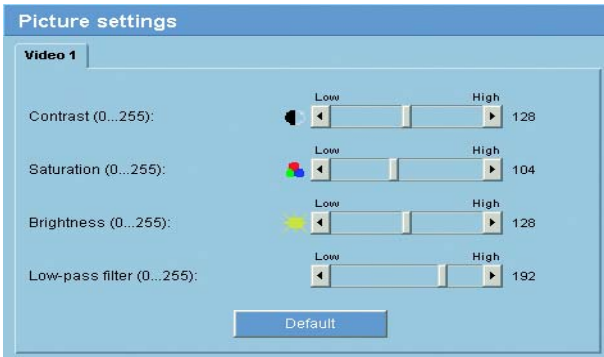 Picture settings
Video 1
Low High
Contrast (0...255): 128
Low High
Saturation (0...255): 104
Low High
Brightness (0...255): 128
Low High
Low-pass filter (0...255): 192
Default